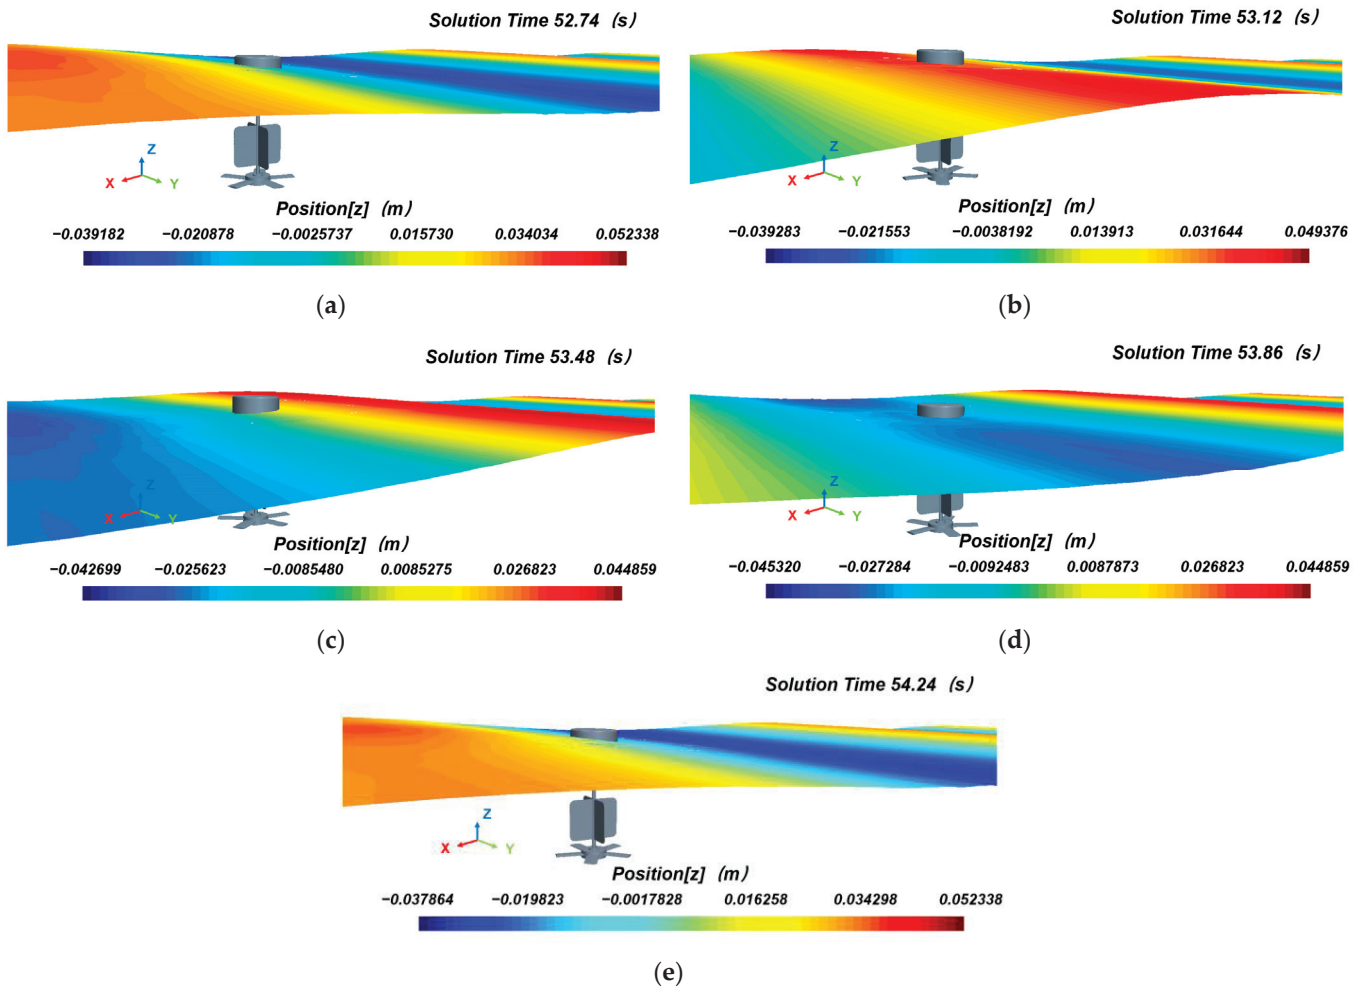 Solution Time 52.74 (s)
Z
X
Y
Position[z] (m)
−0.039182 −0.020878 −0.0025737 0.015730 0.034034 0.052338
(a)
Solution Time 53.12 (s)
Z
X
Y
Position[z] (m)
−0.039283 −0.021553 −0.0038192 0.013913 0.031644 0.049376
(b)
Solution Time 53.48 (s)
Z
X
Y
Position[z] (m)
−0.042699 −0.025623 −0.0085480 0.0085275 0.026823 0.044859
(c)
Solution Time 53.86 (s)
Z
X
Y
Position[z] (m)
−0.045320 −0.027284 −0.0092483 0.0087873 0.026823 0.044859
(d)
Solution Time 54.24 (s)
Z
X
Y
Position[z] (m)
−0.037864 −0.019823 −0.0017828 0.016258 0.034298 0.052338
(e)